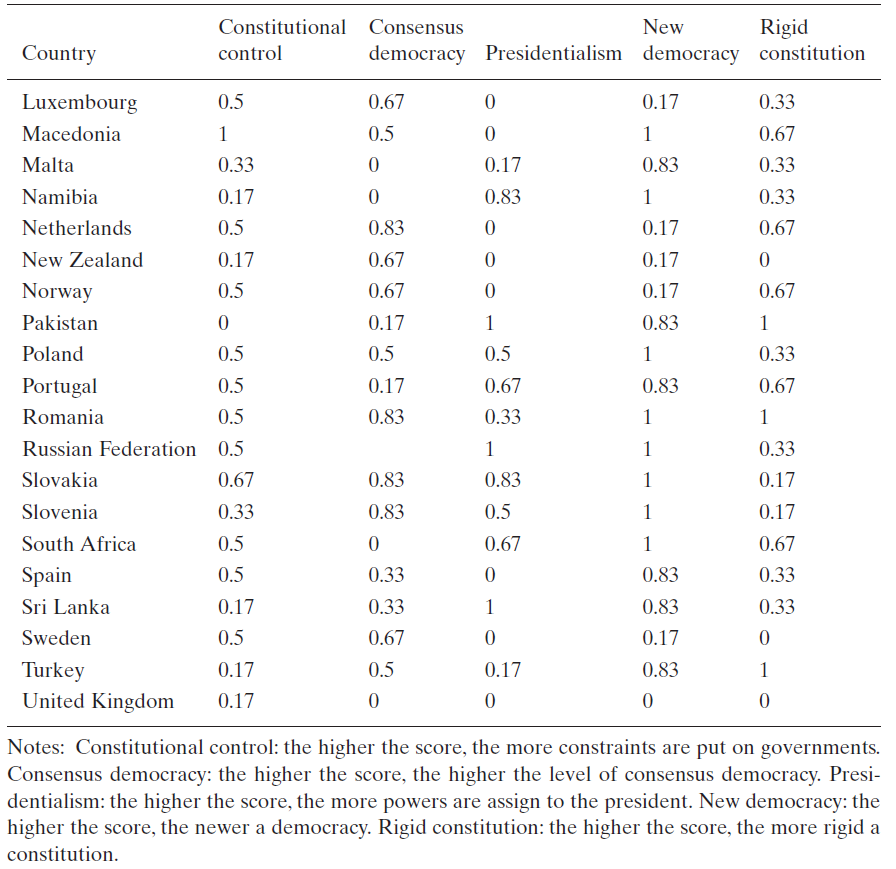 Constitutional Consensus New Rigid
Country control democracy Presidentialism democracy constitution
Luxembourg 0.5 0.67 0 0.17 0.33
Macedonia 1 0.5 0 1 0.67
Malta 0.33 0 0.17 0.83 0.33
Namibia 0.17 0 0.83 1 0.33
Netherlands 0.5 0.83 0 0.17 0.67
New Zealand 0.17 0.67 0 0.17 0
Norway 0.5 0.67 0 0.17 0.67
Pakistan 0 0.17 1 0.83 1
Poland 0.5 0.5 0.5 1 0.33
Portugal 0.5 0.17 0.67 0.83 0.67
Romania 0.5 0.83 0.33 1 1
Russian Federation 0.5 1 1 0.33
Slovakia 0.67 0.83 0.83 1 0.17
Slovenia 0.33 0.83 0.5 1 0.17
South Africa 0.5 0 0.67 1 0.67
Spain 0.5 0.33 0 0.83 0.33
Sri Lanka 0.17 0.33 1 0.83 0.33
Sweden 0.5 0.67 0 0.17 0
Turkey 0.17 0.5 0.17 0.83 1
United Kingdom 0.17 0 0 0 0
Notes: Constitutional control: the higher the score, the more constraints are put on governments.
Consensus democracy: the higher the score, the higher the level of consensus democracy. Presi-
dentialism: the higher the score, the more powers are assign to the president. New democracy: the
higher the score, the newer a democracy. Rigid constitution: the higher the score, the more rigid a
constitution.